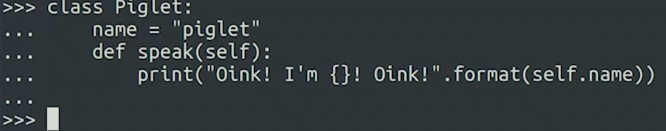 >>> class Piglet:
...     name = "piglet"
...     def speak(self):
...         print("Oink! I'm {}! Oink!".format(self.name))
...
>>>